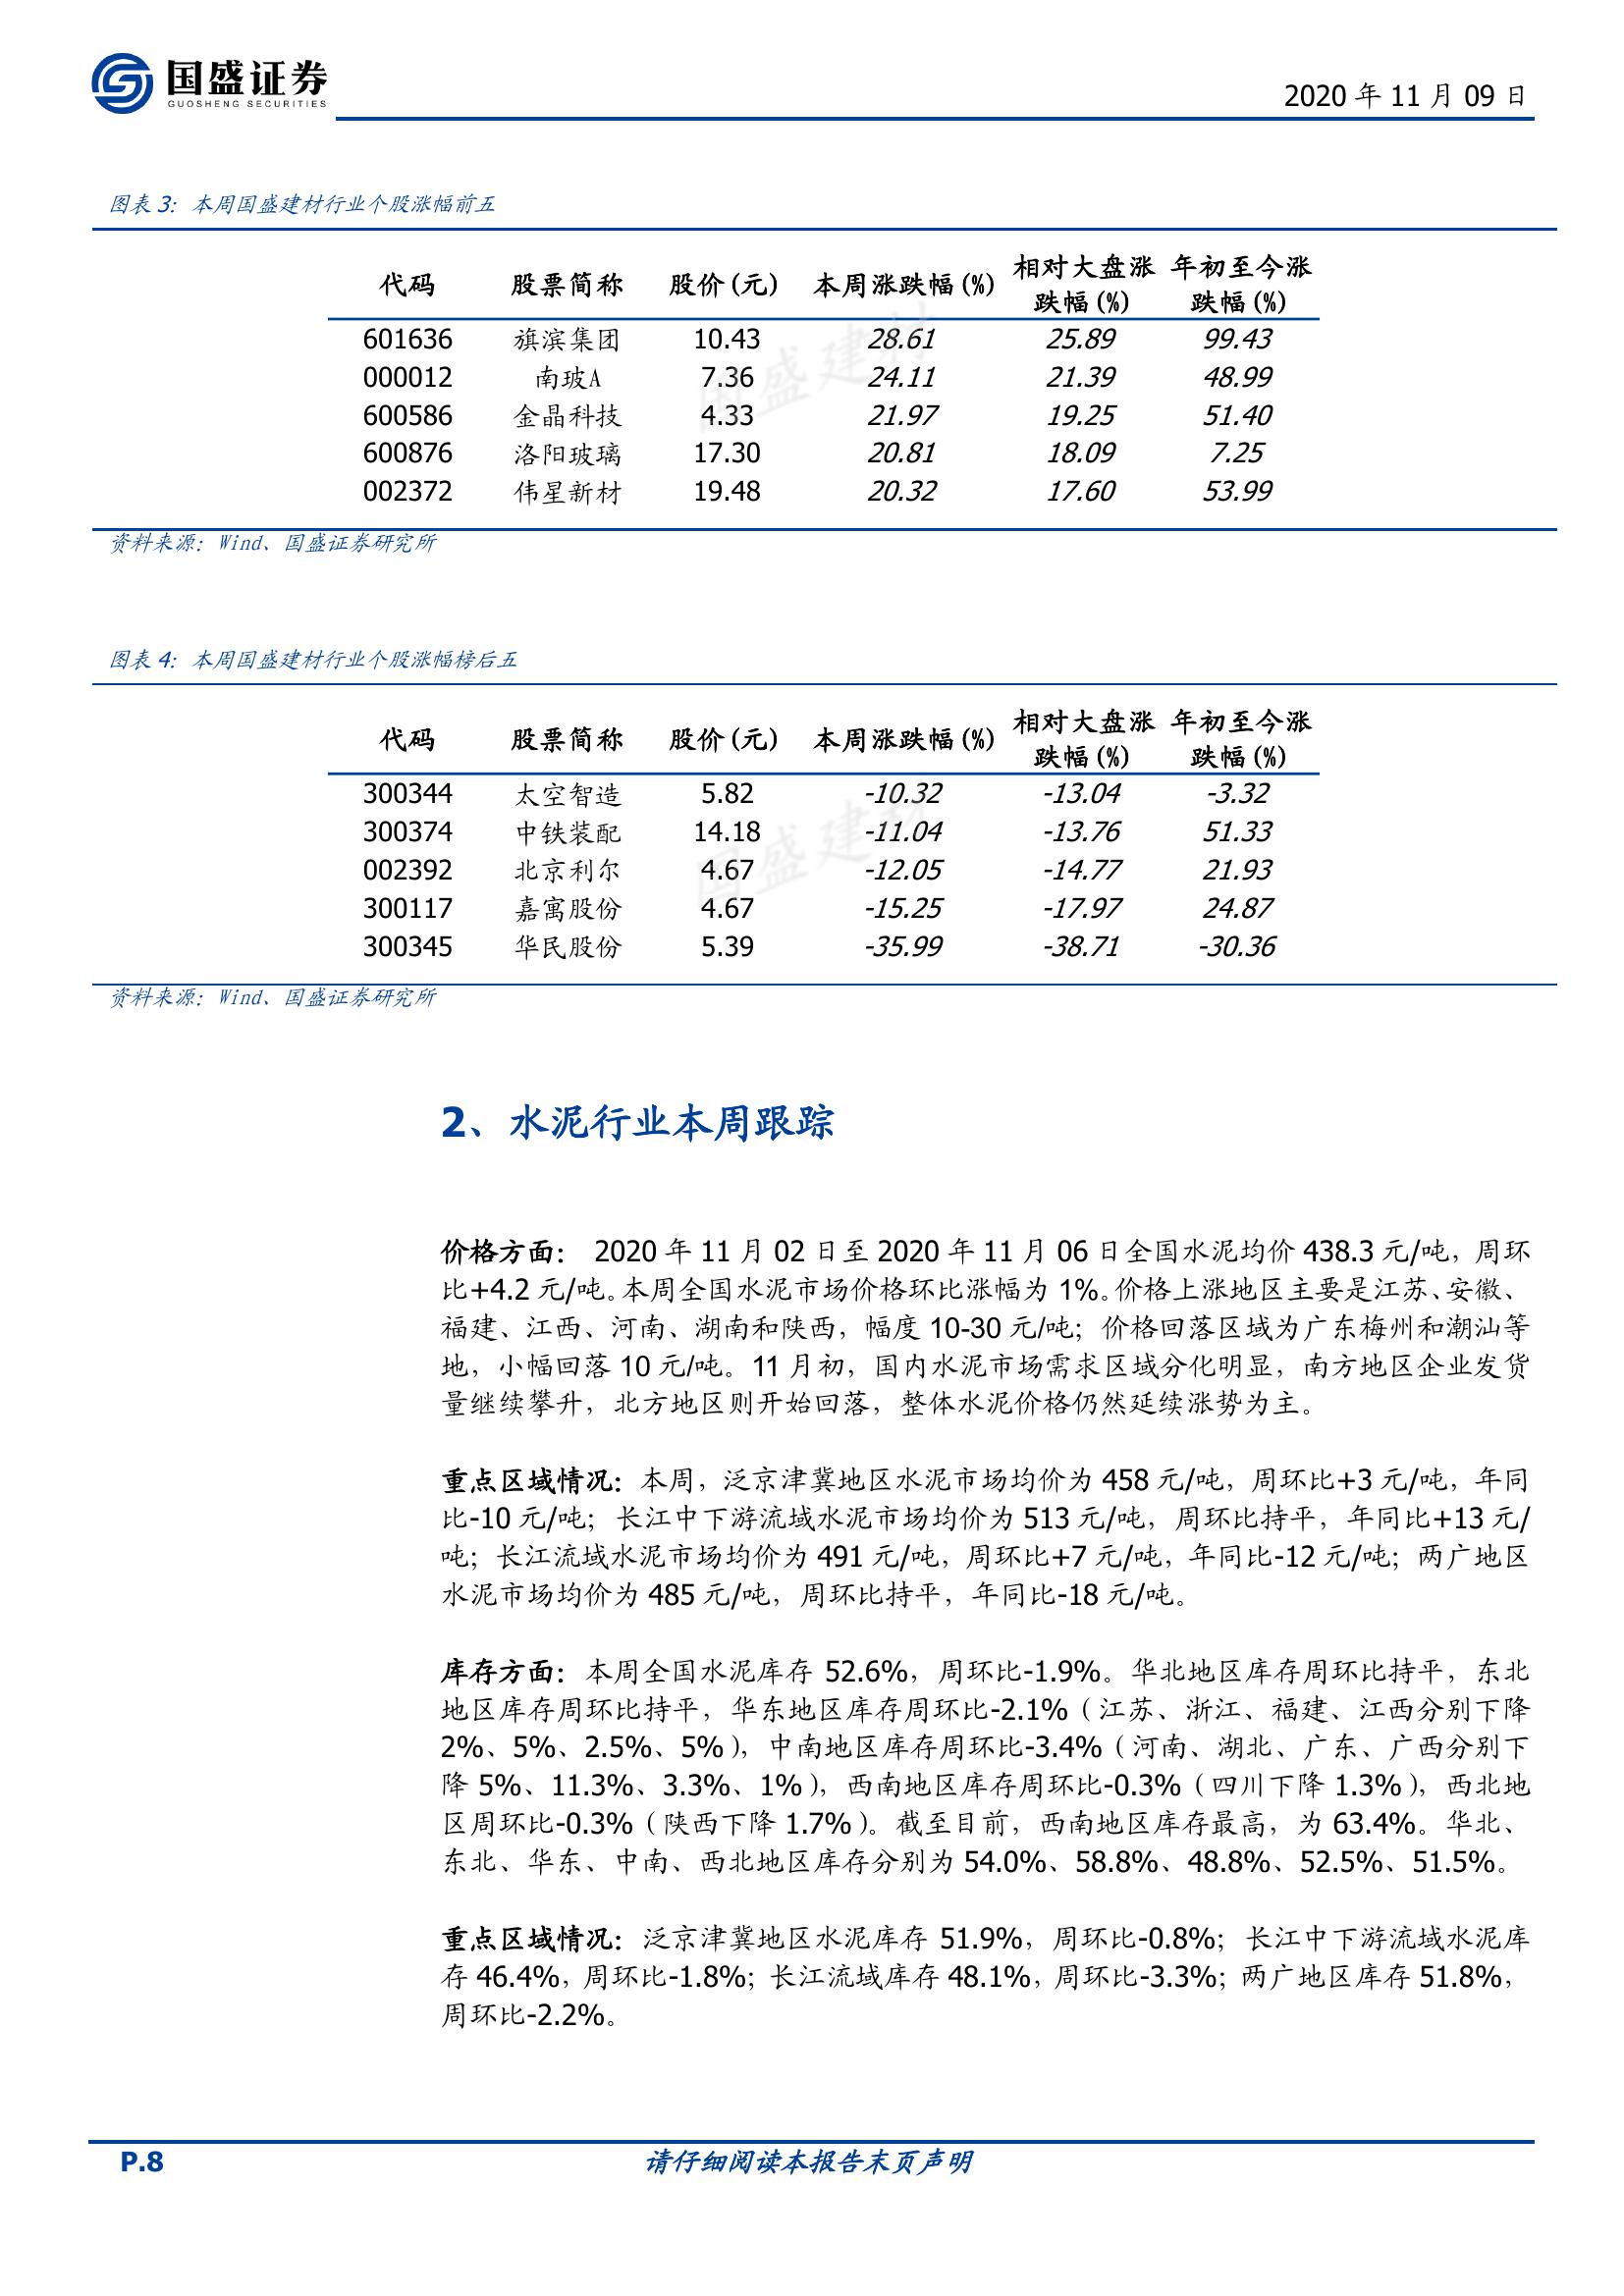 国盛证券
GUOSHENG SECURITIES
2020 年 11 月 09 日
图表 3：本周国盛建材行业个股涨幅前五
代码 股票简称 股价(元) 本周涨跌幅(%) 相对大盘涨跌幅(%) 年初至今涨跌幅(%)
601636 旗滨集团 10.43 28.61 25.89 99.43
000012 南玻A 7.36 24.11 21.39 48.99
600586 金晶科技 4.33 21.97 19.25 51.40
600876 洛阳玻璃 17.30 20.81 18.09 7.25
002372 伟星新材 19.48 20.32 17.60 53.99
国盛建材
资料来源：Wind、国盛证券研究所
图表 4：本周国盛建材行业个股涨幅榜后五
代码 股票简称 股价(元) 本周涨跌幅(%) 相对大盘涨跌幅(%) 年初至今涨跌幅(%)
300344 太空智造 5.82 -10.32 -13.04 -3.32
300374 中铁装配 14.18 -11.04 -13.76 51.33
002392 北京利尔 4.67 -12.05 -14.77 21.93
300117 嘉寓股份 4.67 -15.25 -17.97 24.87
300345 华民股份 5.39 -35.99 -38.71 -30.36
国盛建材
资料来源：Wind、国盛证券研究所
2、水泥行业本周跟踪
价格方面： 2020 年 11 月 02 日至 2020 年 11 月 06 日全国水泥均价 438.3 元/吨，周环
比+4.2 元/吨。本周全国水泥市场价格环比涨幅为 1%。价格上涨地区主要是江苏、安徽、
福建、江西、河南、湖南和陕西，幅度 10-30 元/吨；价格回落区域为广东梅州和潮汕等
地，小幅回落 10 元/吨。11 月初，国内水泥市场需求区域分化明显，南方地区企业发货
量继续攀升，北方地区则开始回落，整体水泥价格仍然延续涨势为主。
重点区域情况：本周，泛京津冀地区水泥市场均价为 458 元/吨，周环比+3 元/吨，年同
比-10 元/吨；长江中下游流域水泥市场均价为 513 元/吨，周环比持平，年同比+13 元/
吨；长江流域水泥市场均价为 491 元/吨，周环比+7 元/吨，年同比-12 元/吨；两广地区
水泥市场均价为 485 元/吨，周环比持平，年同比-18 元/吨。
库存方面：本周全国水泥库存 52.6%，周环比-1.9%。华北地区库存周环比持平，东北
地区库存周环比持平，华东地区库存周环比-2.1%（江苏、浙江、福建、江西分别下降
2%、5%、2.5%、5%），中南地区库存周环比-3.4%（河南、湖北、广东、广西分别下
降 5%、11.3%、3.3%、1%），西南地区库存周环比-0.3%（四川下降 1.3%），西北地
区周环比-0.3%（陕西下降 1.7%）。截至目前，西南地区库存最高，为 63.4%。华北、
东北、华东、中南、西北地区库存分别为 54.0%、58.8%、48.8%、52.5%、51.5%。
重点区域情况：泛京津冀地区水泥库存 51.9%，周环比-0.8%；长江中下游流域水泥库
存 46.4%，周环比-1.8%；长江流域库存 48.1%，周环比-3.3%；两广地区库存 51.8%，
周环比-2.2%。
P.8
请仔细阅读本报告末页声明